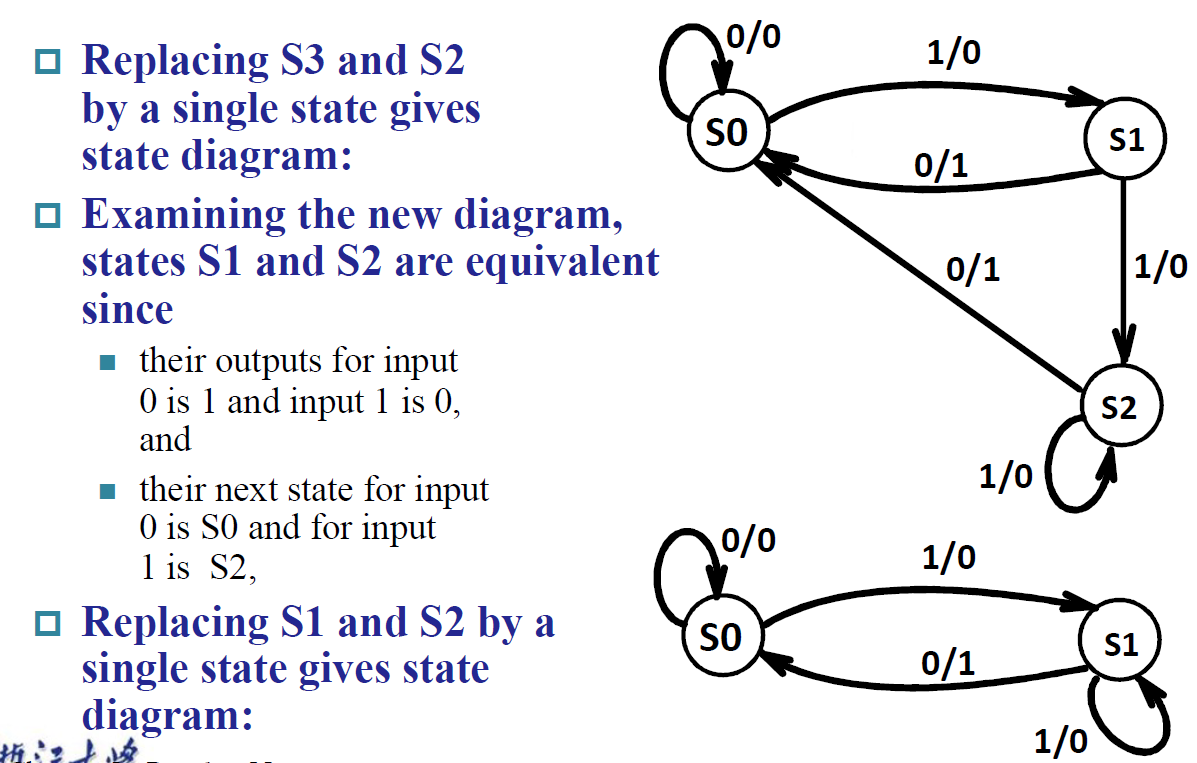 Replacing S3 and S2
by a single state gives
state diagram:
Examining the new diagram,
states S1 and S2 are equivalent
since
their outputs for input
0 is 1 and input 1 is 0,
and
their next state for input
0 is S0 and for input
1 is S2,
Replacing S1 and S2 by a
single state gives state
diagram:
0/0
1/0
S0
S1
0/1
0/1
1/0
S2
1/0
0/0
1/0
S0
S1
0/1
1/0